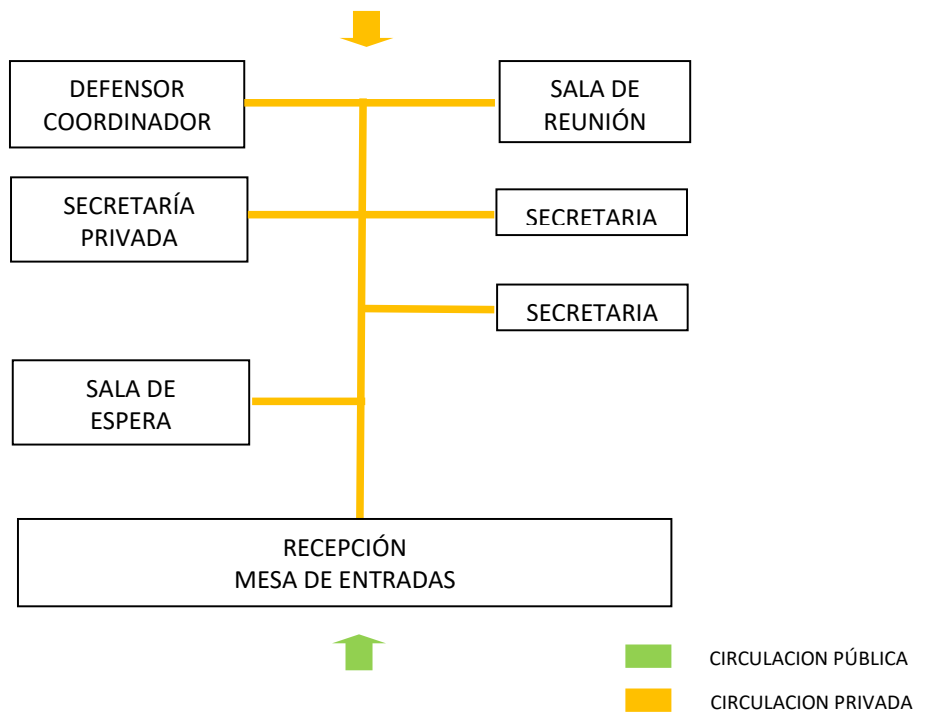 DEFENSOR
COORDINADOR
SALA DE
REUNIÓN
SECRETARÍA
PRIVADA
SECRETARIA
SECRETARIA
SALA DE
ESPERA
RECEPCIÓN
MESA DE ENTRADAS
CIRCULACION PÚBLICA
CIRCULACION PRIVADA